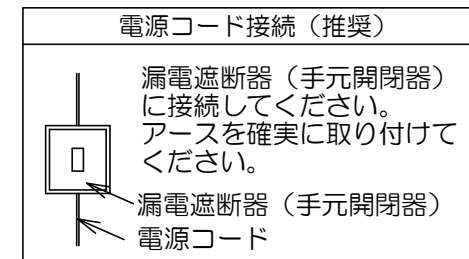 電源コード接続（推奨）
漏電遮断器（手元開閉器）
に接続してください。
アースを確実に取り付けて
ください。
漏電遮断器（手元開閉器）
電源コード